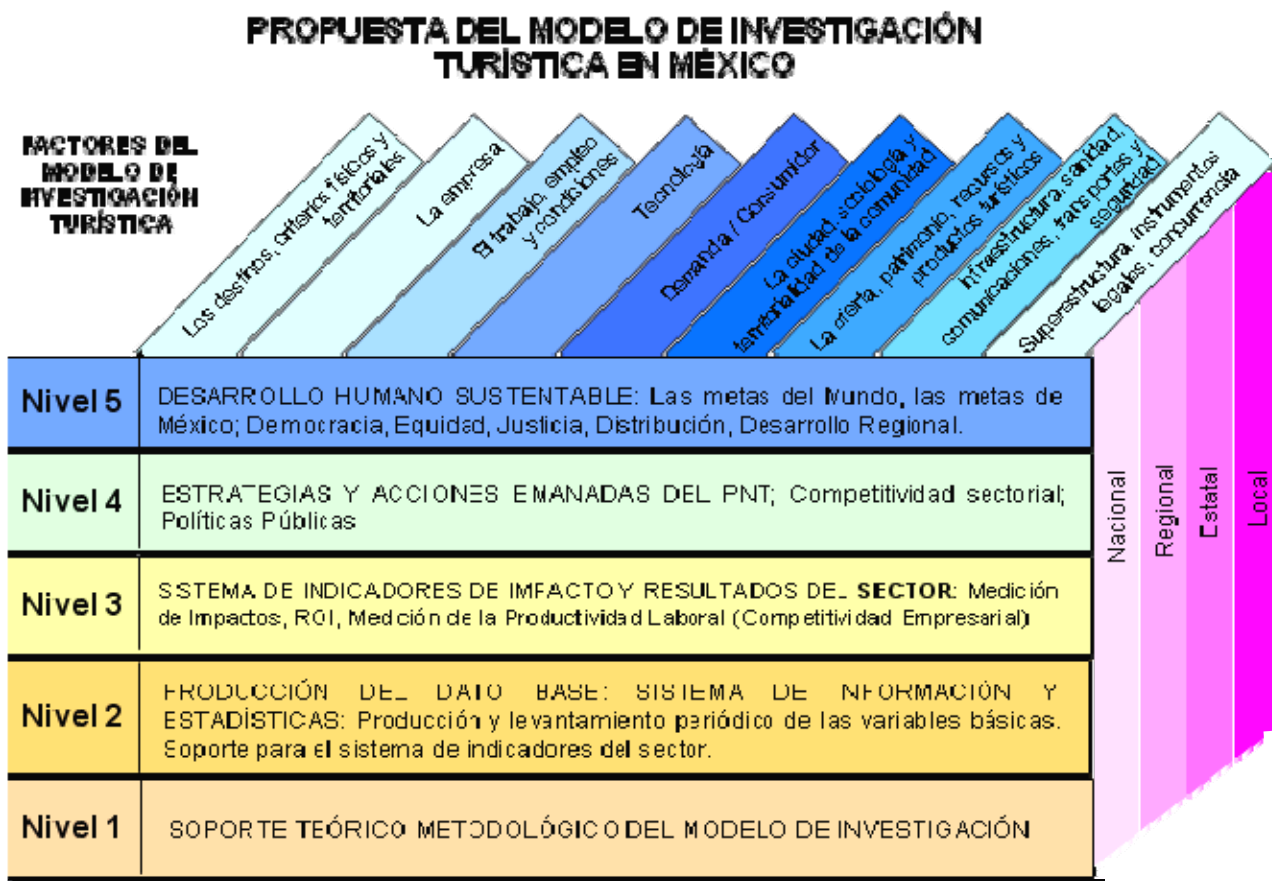 PROPUESTA DEL MODELO DE INVESTIGACIÓN
TURÍSTICA EN MÉXICO
FACTORES DEL
MODELO DE
INVESTIGACIÓN
TURÍSTICA
Los destinos, criterios físicos y
territoriales
La empresa
El trabajo, empleo
y condiciones
Tecnología
Demanda / Consumidor
La ciudad, sociología y
territorialidad de la comunidad
La oferta, patrimonio, recursos y
productos turísticos
Infraestructura, sanidad,
comunicaciones, transportes y
seguridad
Superestructura, instrumentos
legales, concurrencia
Nivel 5
DESARROLLO HUMANO SUSTENTABLE: Las metas del Mundo, las metas de
México; Democracia, Equidad, Justicia, Distribución, Desarrollo Regional.
Nivel 4
ESTRATEGIAS Y ACCIONES EMANADAS DEL PNT; Competitividad sectorial;
Políticas Públicas
Nivel 3
SISTEMA DE INDICADORES DE IMPACTO Y RESULTADOS DEL SECTOR: Medición
de Impactos, ROI, Medición de la Productividad Laboral (Competitividad Empresarial)
Nivel 2
PRODUCCIÓN DEL DATO BASE: SISTEMA DE INFORMACIÓN Y
ESTADÍSTICAS: Producción y levantamiento periódico de las variables básicas.
Soporte para el sistema de indicadores del sector.
Nivel 1
SOPORTE TEÓRICO METODOLÓGICO DEL MODELO DE INVESTIGACIÓN
Nacional
Regional
Estatal
Local